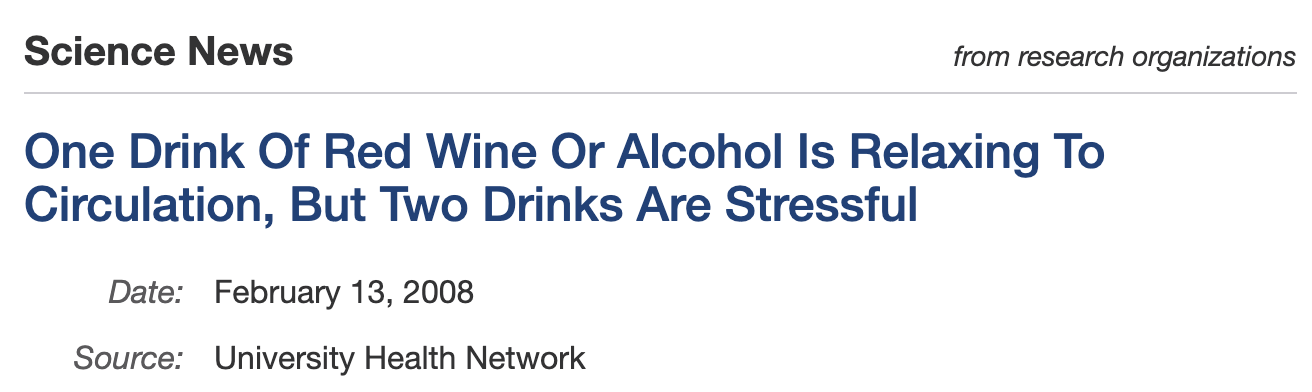 Science News
from research organizations
One Drink Of Red Wine Or Alcohol Is Relaxing To
Circulation, But Two Drinks Are Stressful
Date: February 13, 2008
Source: University Health Network